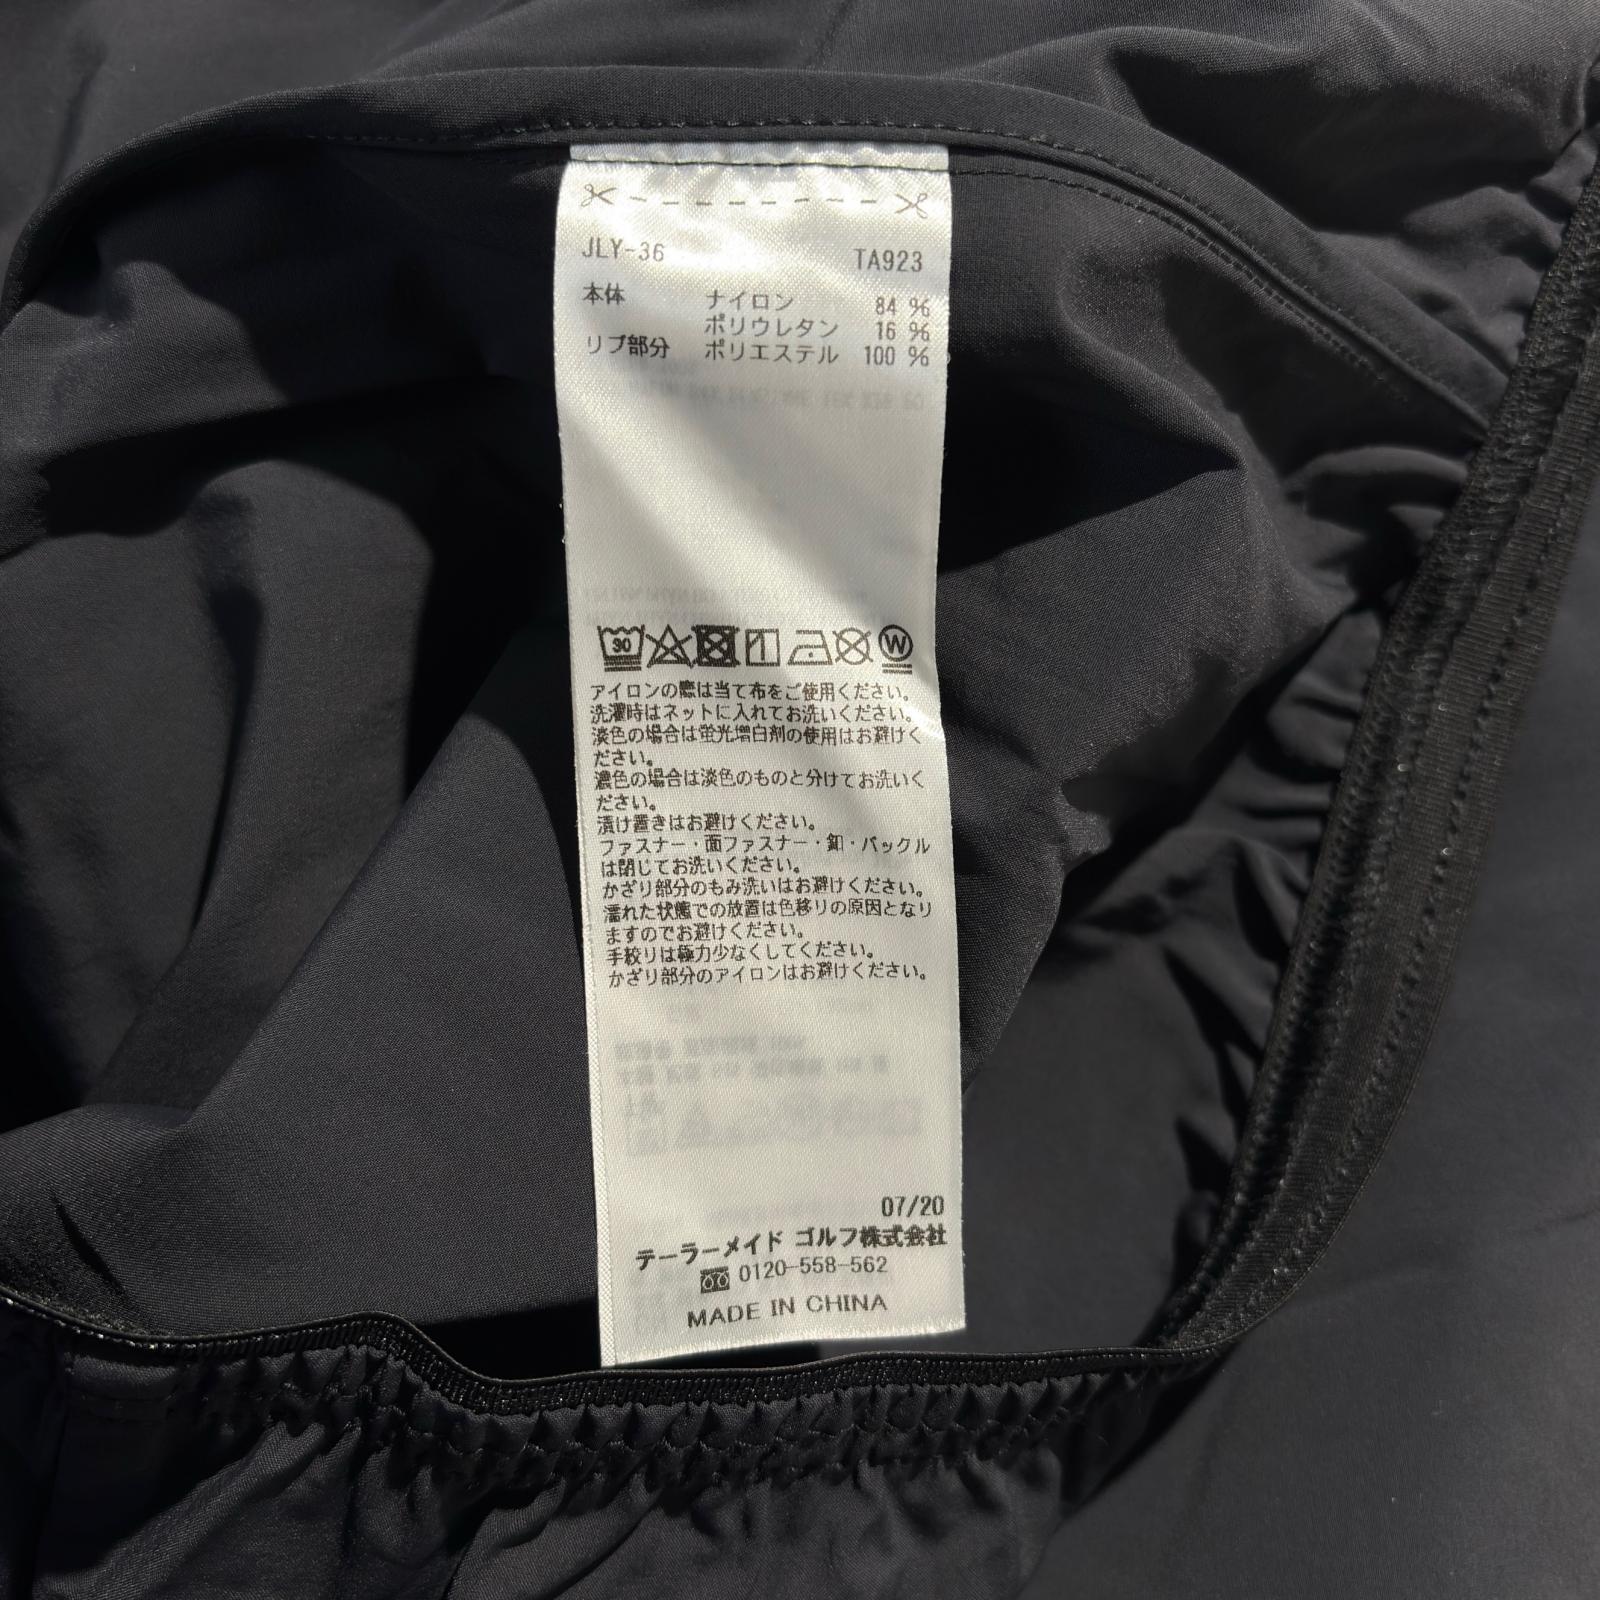 JLY-36 TA923
本体 ナイロン 84 %
ポリウレタン 16 %
リブ部分 ポリエステル 100 %
30 W
アイロンの際は当て布をご使用ください。
洗濯時はネットに入れてお洗いください。
淡色の場合は蛍光増白剤の使用はお避けく
ださい。
濃色の場合は淡色のものと分けてお洗いく
ださい。
漬け置きはお避けください。
ファスナー・面ファスナー・釦・バックル
は閉じてお洗いください。
かざり部分のもみ洗いはお避けください。
濡れた状態での放置は色移りの原因となり
ますのでお避けください。
手絞りは極力少なくしてください。
かざり部分のアイロンはお避けください。
07/20
テーラーメイド ゴルフ株式会社
0120-558-562
MADE IN CHINA